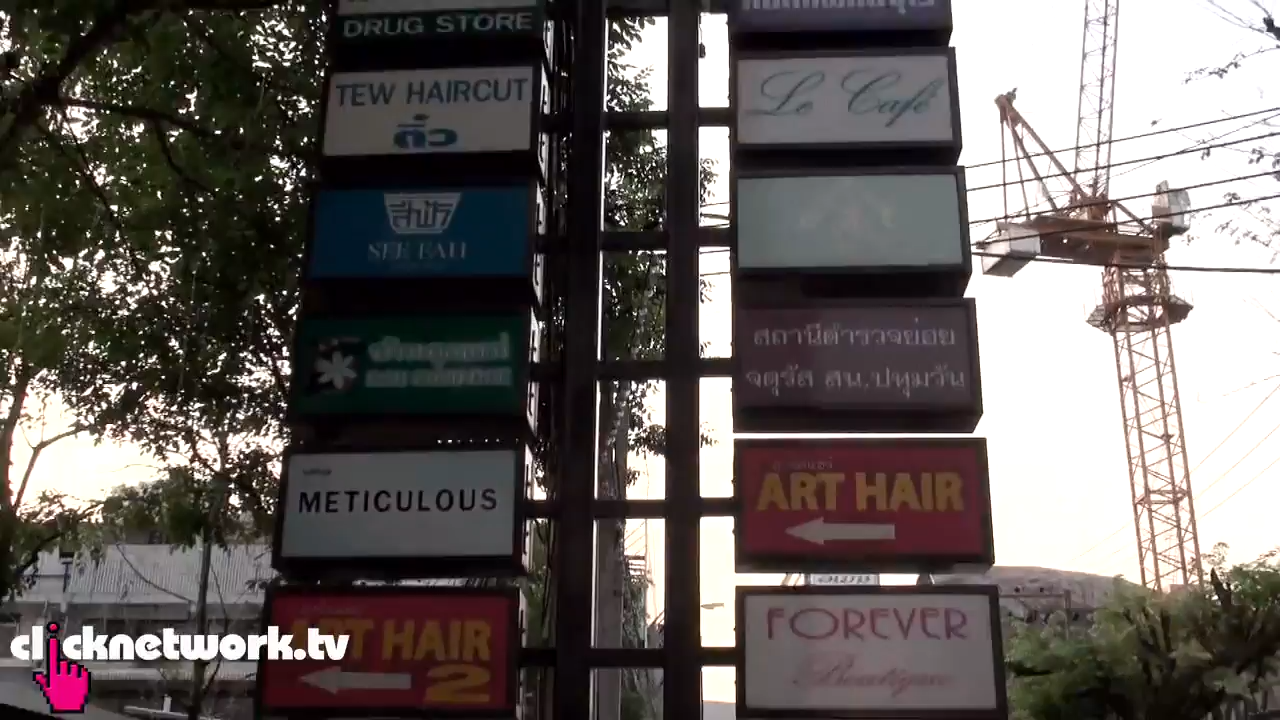 DRUG STORE
TEW HAIRCUT
ติ๋ว
สีฟ้า
SEE FAH
METICULOUS
ART HAIR
2
Le Café
สถานีตำรวจย่อย
จตุรัส สน.ปทุมวัน
ART HAIR
FOREVER
Boutique
clicknetwork.tv